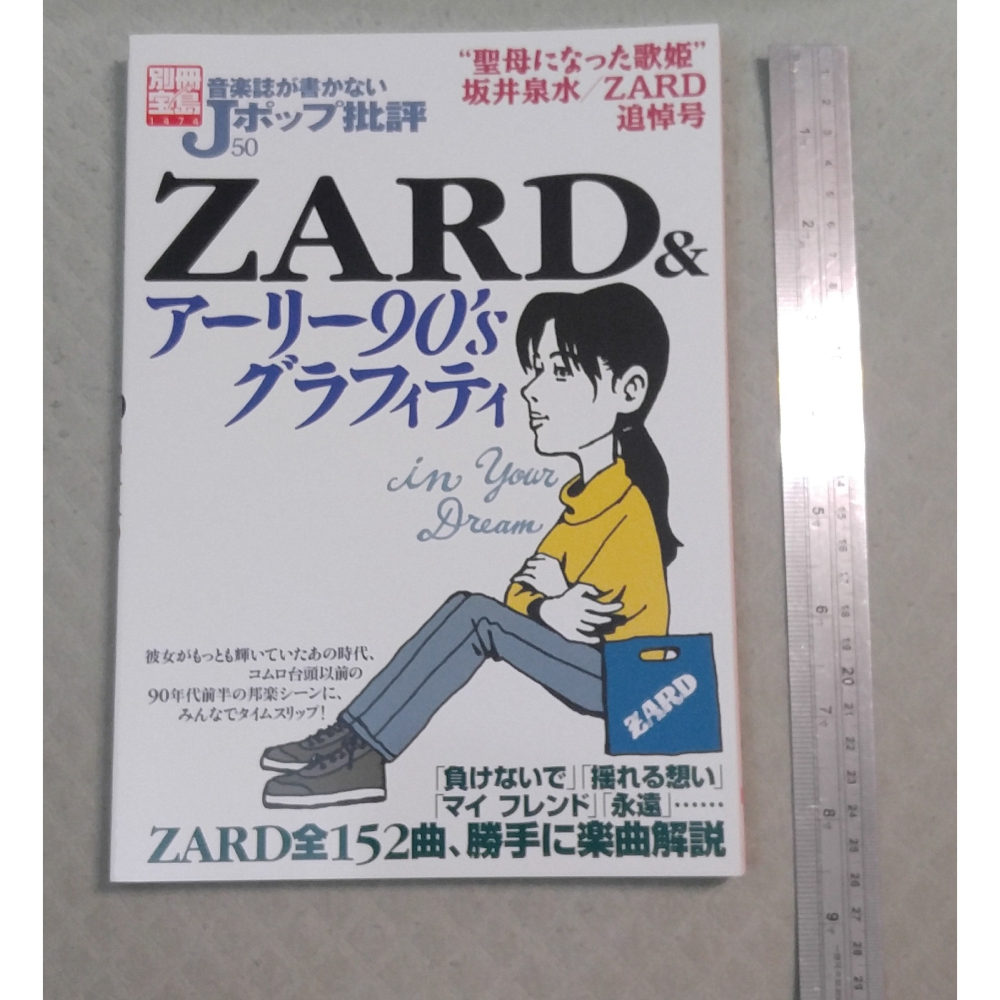 別冊
宝島
1474
音楽誌が書かない
Jポップ批評
50
“聖母になった歌姫”
坂井泉水/ZARD
追悼号
ZARD&
アーリー90's
グラフィティ
in Your
Dream
彼女がもっとも輝いていたあの時代、
コムロ台頭以前の
90年代前半の邦楽シーンに、
みんなでタイムスリップ!
ZARD
「負けないで」「揺れる想い」
「マイ フレンド」「永遠」……
ZARD全152曲、勝手に楽曲解説